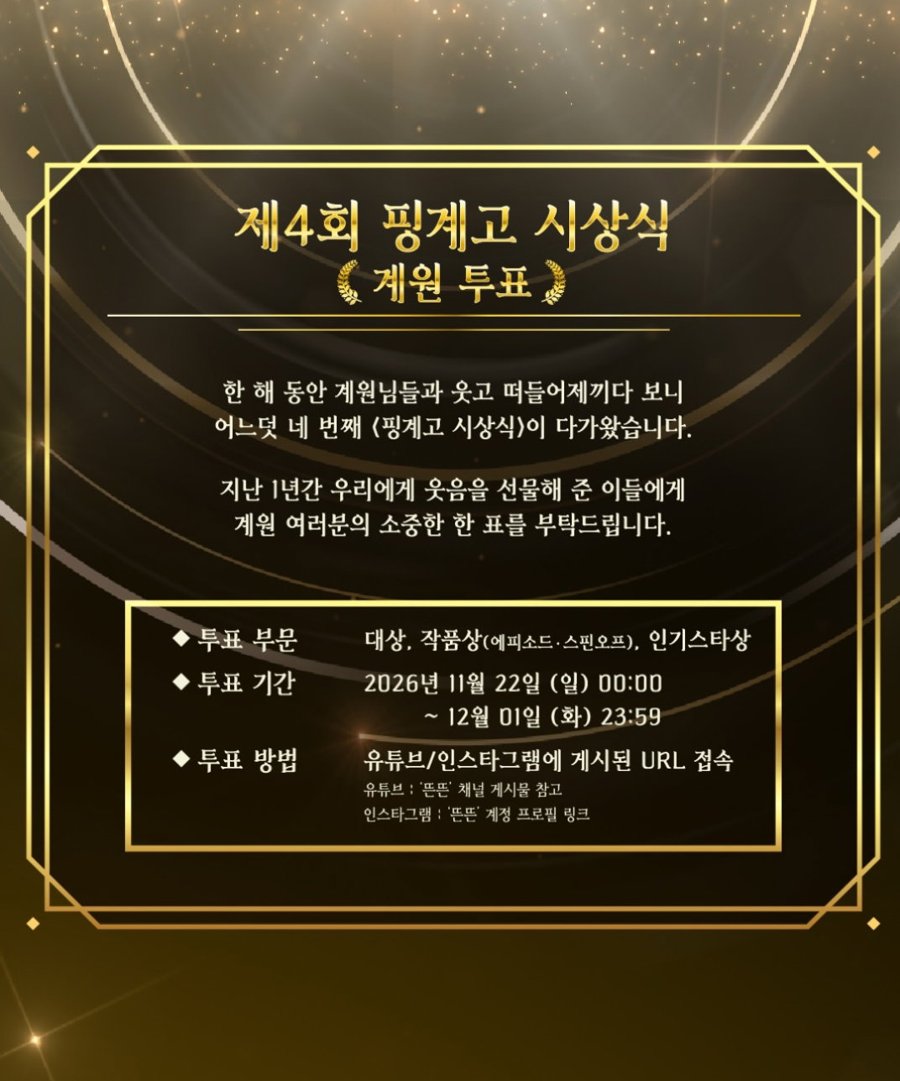 제4회 핑계고 시상식
계원 투표
한 해 동안 계원님들과 웃고 떠들어제끼다 보니
어느덧 네 번째 <핑계고 시상식>이 다가왔습니다.
지난 1년간 우리에게 웃음을 선물해 준 이들에게
계원 여러분의 소중한 한 표를 부탁드립니다.
◆ 투표 부문 대상, 작품상(에피소드·스핀오프), 인기스타상
◆ 투표 기간 2026년 11월 22일 (일) 00:00
~ 12월 01일 (화) 23:59
◆ 투표 방법 유튜브/인스타그램에 게시된 URL 접속
유튜브 : '뜬뜬' 채널 게시물 참고
인스타그램 : '뜬뜬' 계정 프로필 링크